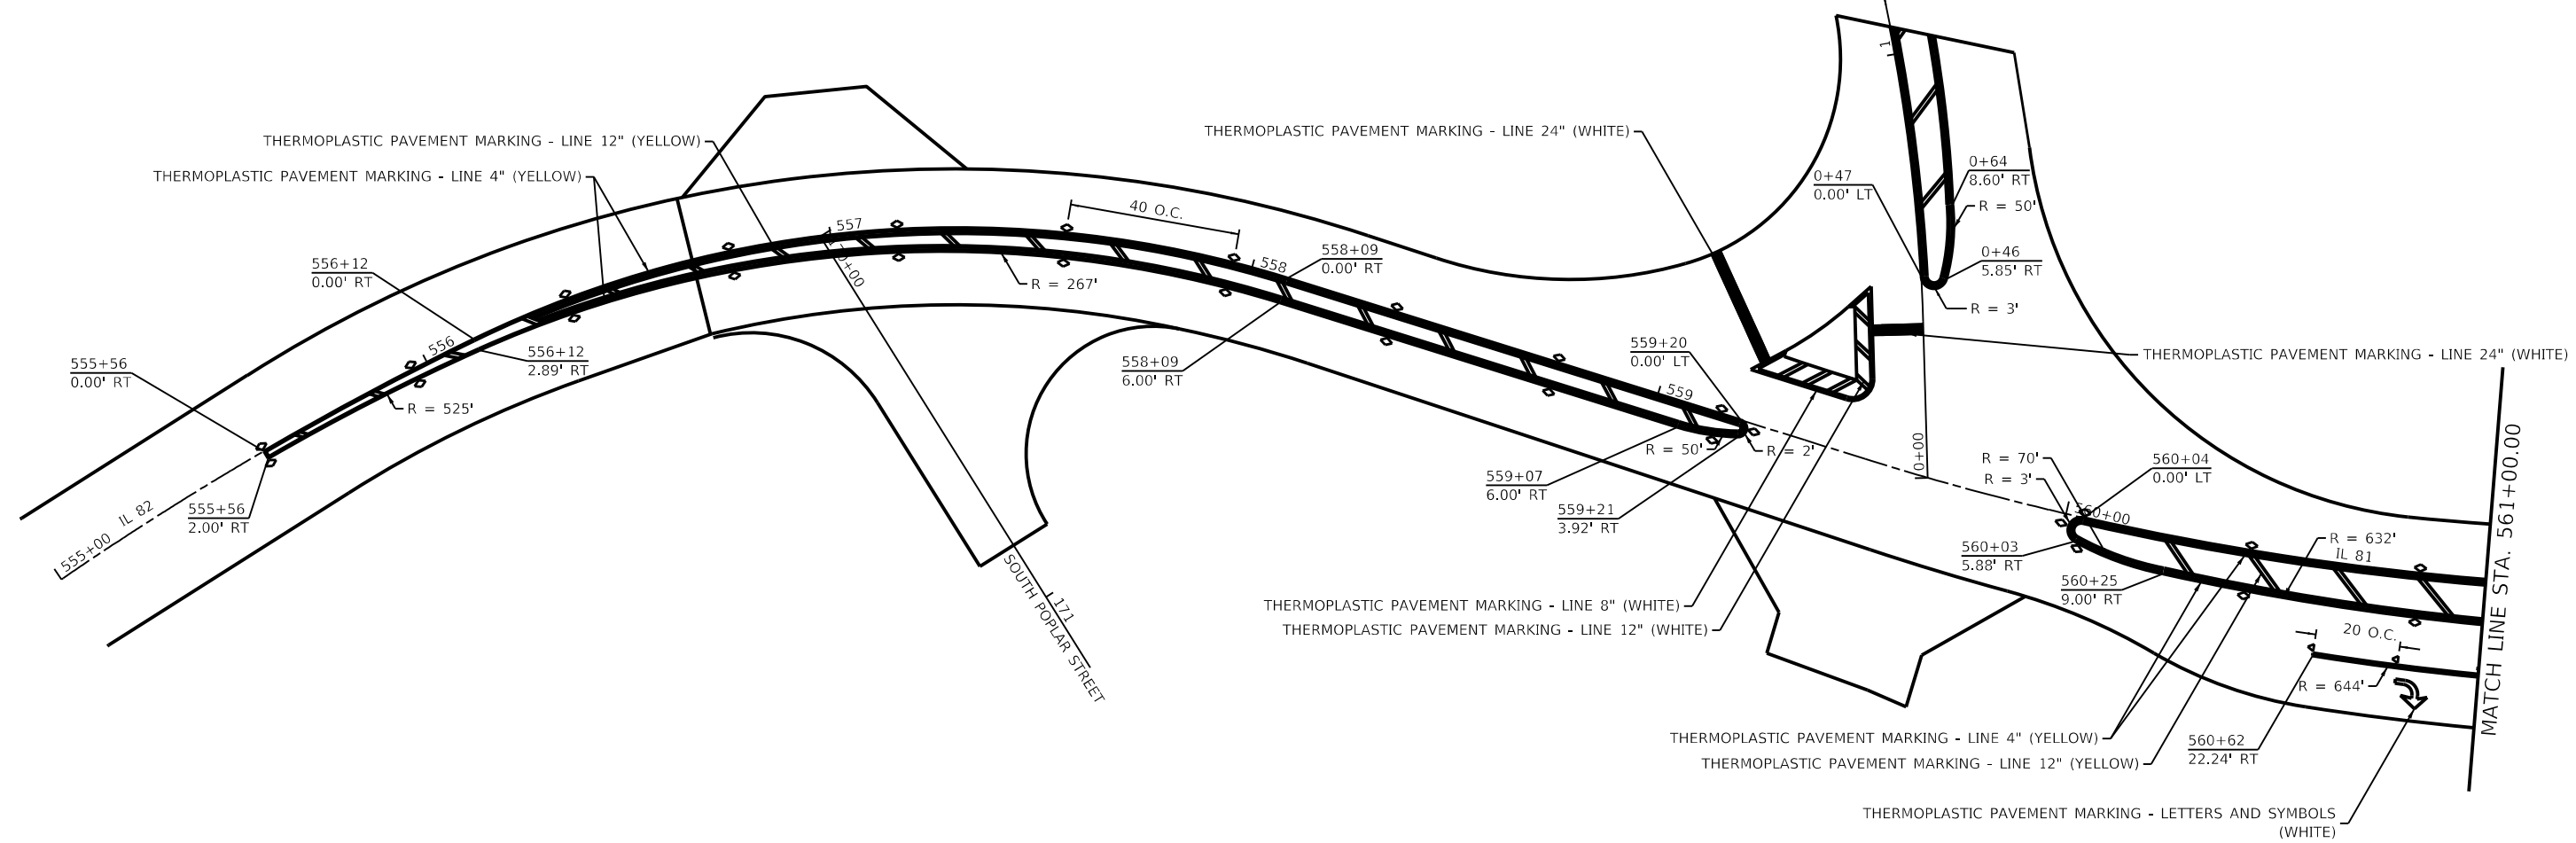 THERMOPLASTIC PAVEMENT MARKING - LINE 12" (YELLOW)
THERMOPLASTIC PAVEMENT MARKING - LINE 4" (YELLOW)
THERMOPLASTIC PAVEMENT MARKING - LINE 24" (WHITE)
1
0+47
0.00' LT
0+64
8.60' RT
R = 50'
0+46
5.85' RT
R = 3'
THERMOPLASTIC PAVEMENT MARKING - LINE 24" (WHITE)
40 O.C.
557
556+12
0.00' RT
558+09
0.00' RT
558
R = 267'
556
556+12
2.89' RT
555+56
0.00' RT
R = 525'
558+09
6.00' RT
559+20
0.00' LT
559
R = 50'
R = 2'
0+00
559+07
6.00' RT
559+21
3.92' RT
R = 70'
R = 3'
560+04
0.00' LT
560+00
555+56
2.00' RT
IL 82
555+00
SOUTH POPLAR STREET
171
560+03
5.88' RT
560+25
9.00' RT
R = 632'
IL 81
MATCH LINE STA. 561+00.00
THERMOPLASTIC PAVEMENT MARKING - LINE 8" (WHITE)
THERMOPLASTIC PAVEMENT MARKING - LINE 12" (WHITE)
20 O.C.
R = 644'
THERMOPLASTIC PAVEMENT MARKING - LINE 4" (YELLOW)
THERMOPLASTIC PAVEMENT MARKING - LINE 12" (YELLOW)
560+62
22.24' RT
THERMOPLASTIC PAVEMENT MARKING - LETTERS AND SYMBOLS
(WHITE)